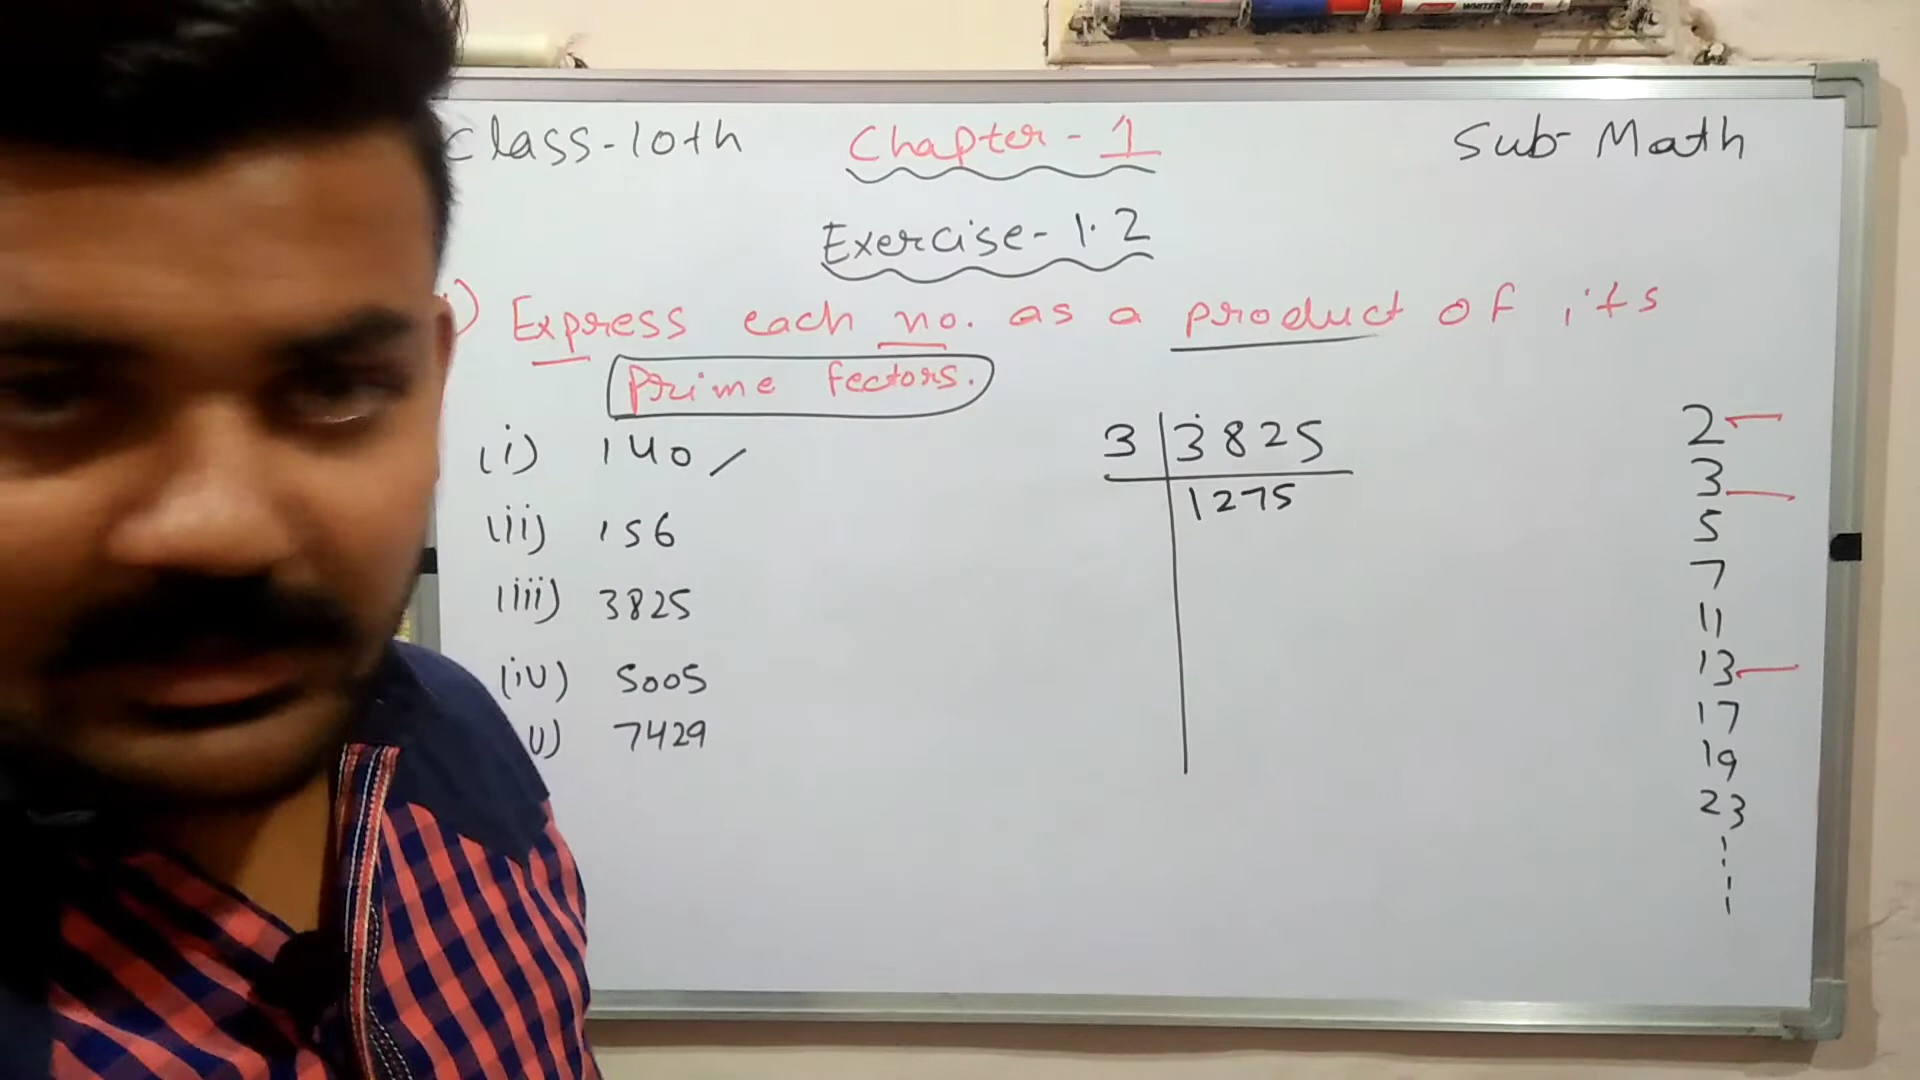 Class-10th Chapter-1 Sub-Math
Exercise-1.2
) Express each no. as a product of its
Prime fectors.
(i) 140
(ii) 156
(iii) 3825
(iv) 5005
v) 7429
3 3825
1275
2
3
5
7
11
13
17
19
23